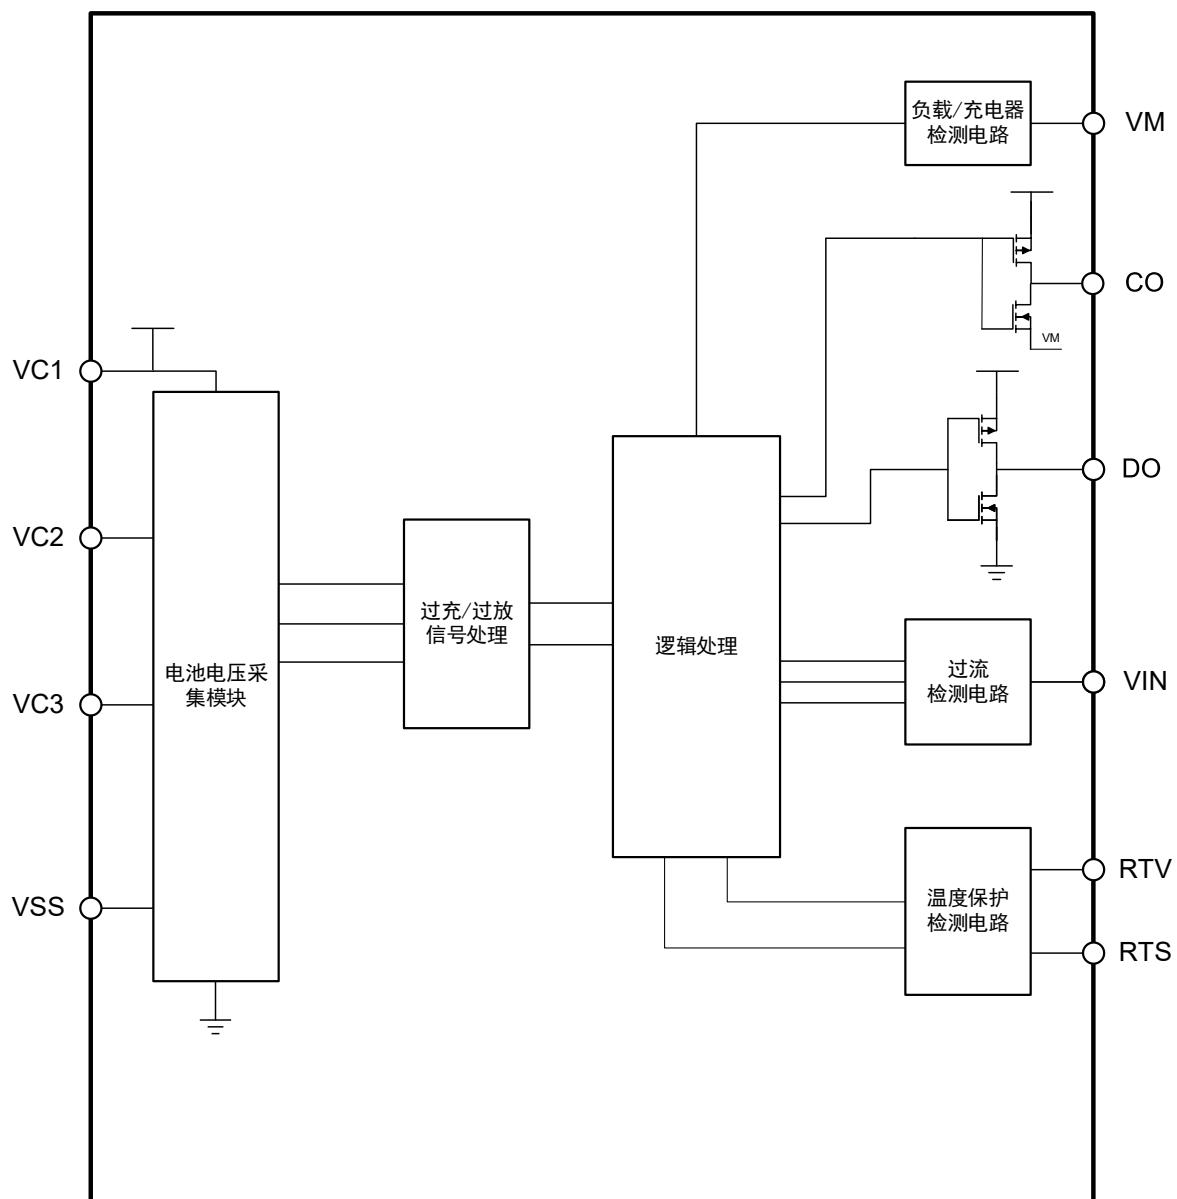 负载/充电器
检测电路
VM
CO
VM
VC1
DO
VC2
过充/过放
信号处理
逻辑处理
过流
检测电路
VIN
电池电压采
集模块
VC3
RTV
温度保护
检测电路
VSS
RTS